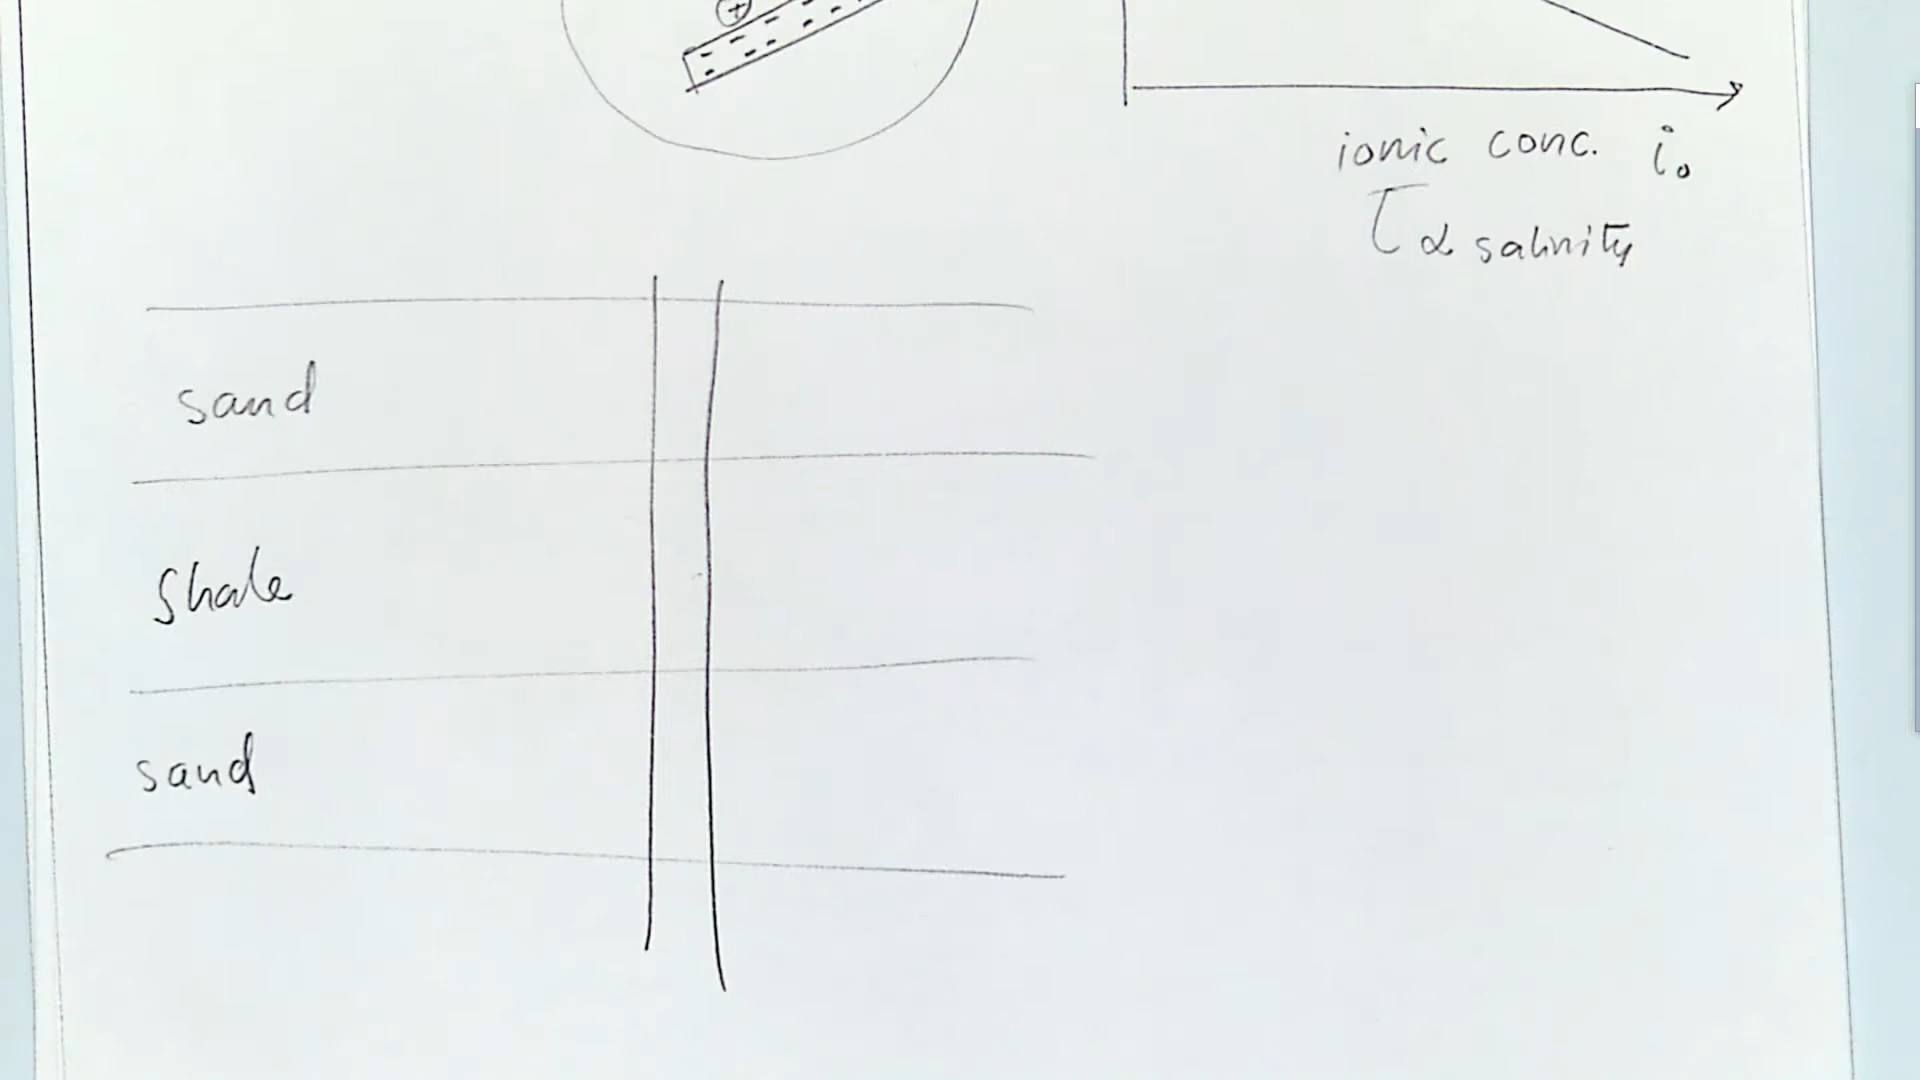 +
ionic conc. i₀
α salinity
sand
Shale
sand